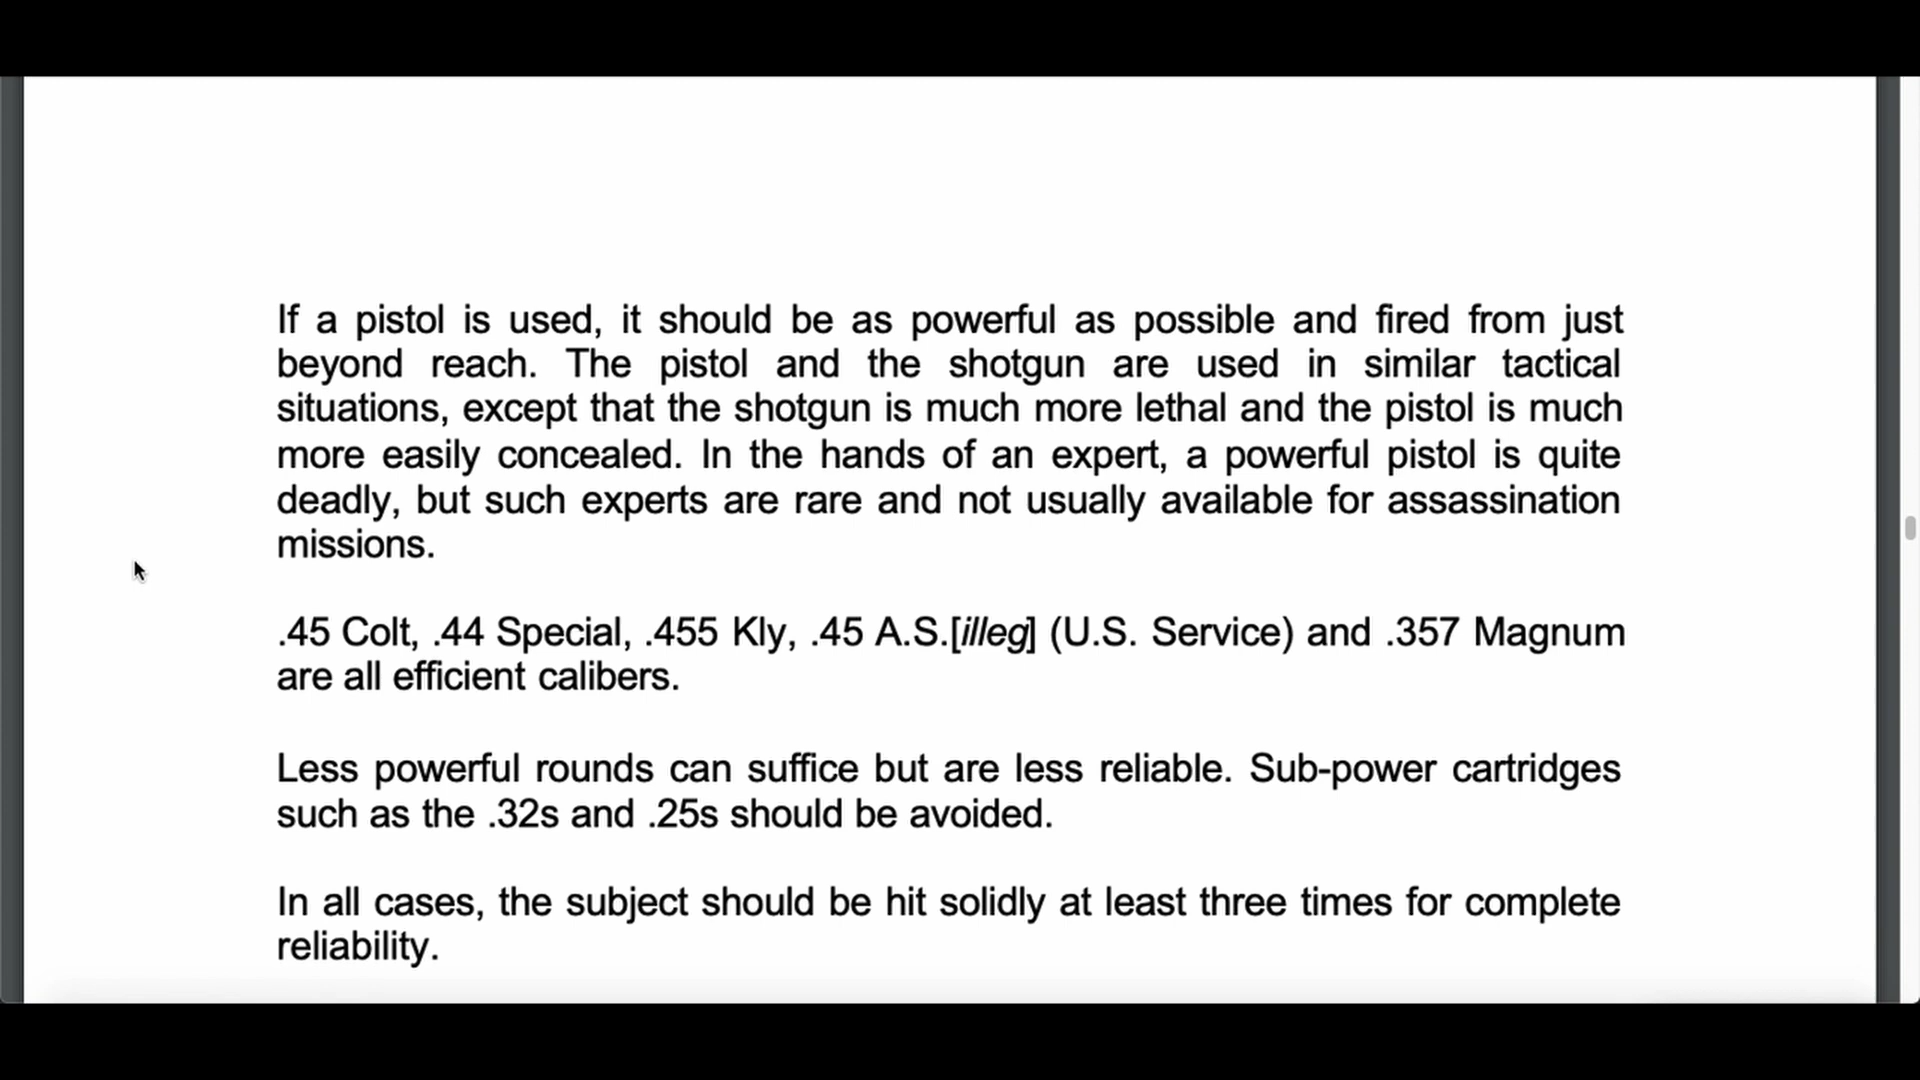 If a pistol is used, it should be as powerful as possible and fired from just
beyond reach. The pistol and the shotgun are used in similar tactical
situations, except that the shotgun is much more lethal and the pistol is much
more easily concealed. In the hands of an expert, a powerful pistol is quite
deadly, but such experts are rare and not usually available for assassination
missions.
.45 Colt, .44 Special, .455 Kly, .45 A.S.[illeg] (U.S. Service) and .357 Magnum
are all efficient calibers.
Less powerful rounds can suffice but are less reliable. Sub-power cartridges
such as the .32s and .25s should be avoided.
In all cases, the subject should be hit solidly at least three times for complete
reliability.